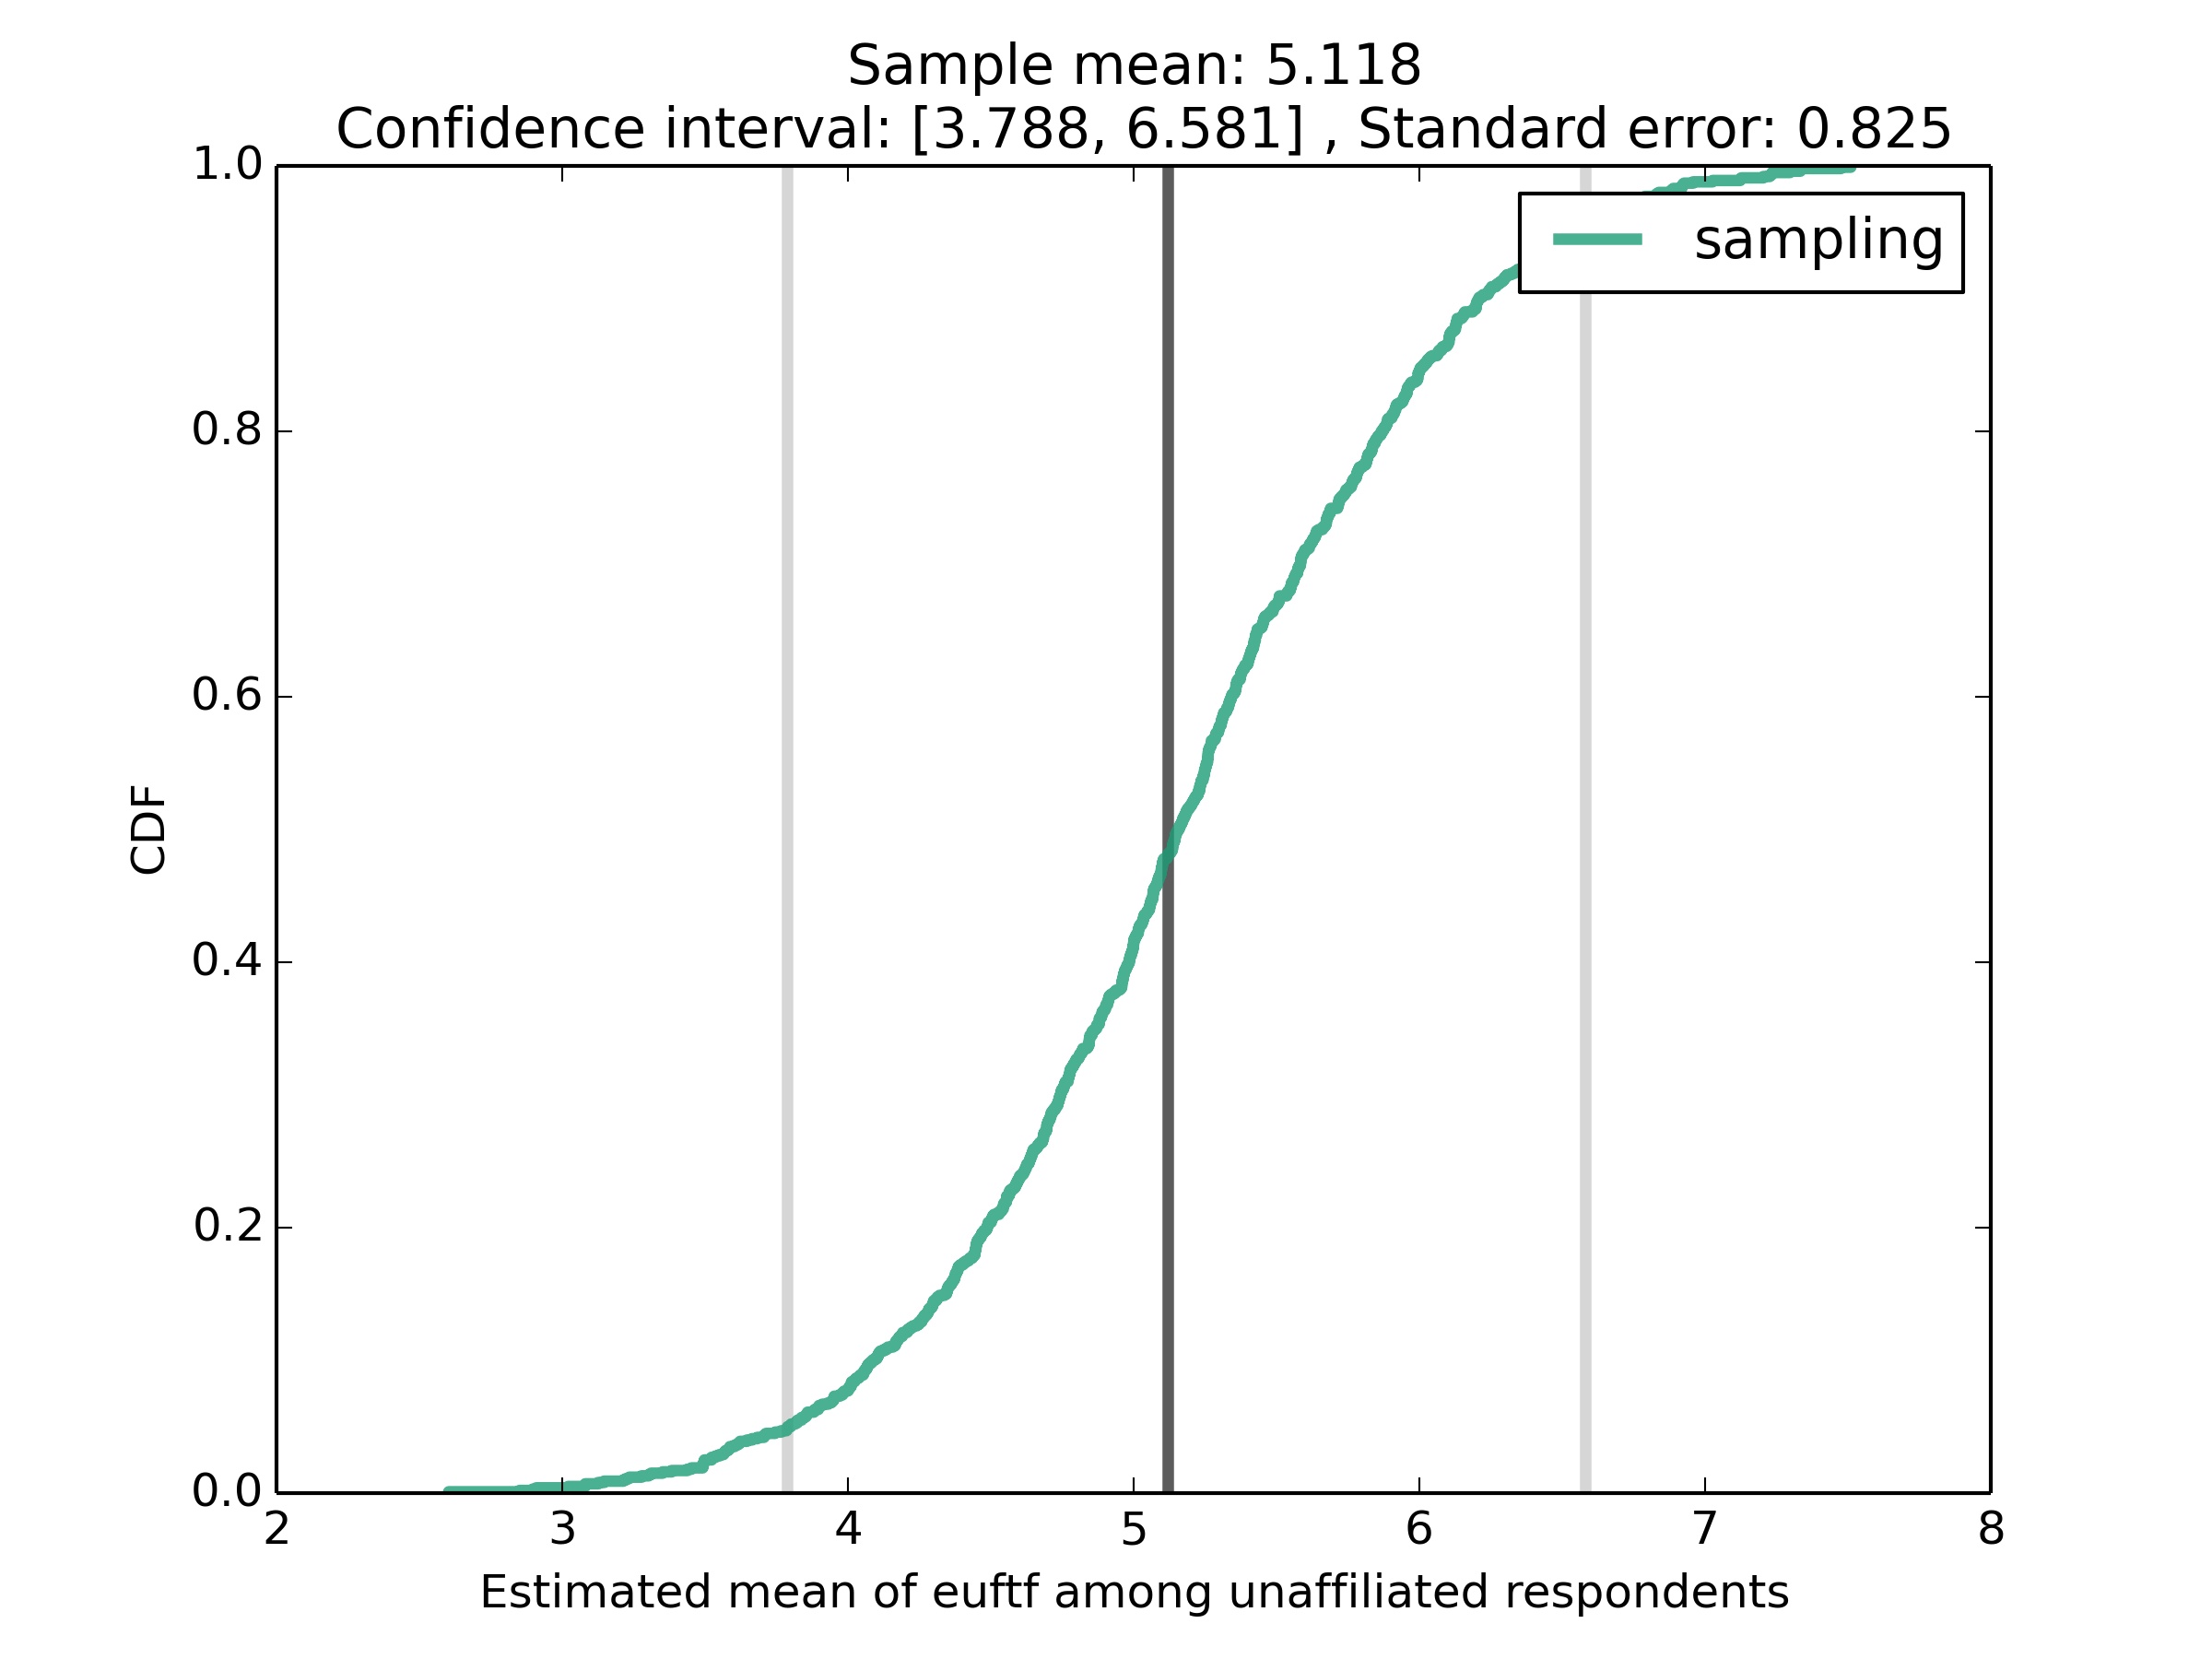 Sample mean: 5.118
Confidence interval: [3.788, 6.581] , Standard error: 0.825
1.0
sampling
0.8
0.6
CDF
0.4
0.2
0.0
2 3 4 5 6 7 8
Estimated mean of euftf among unaffiliated respondents